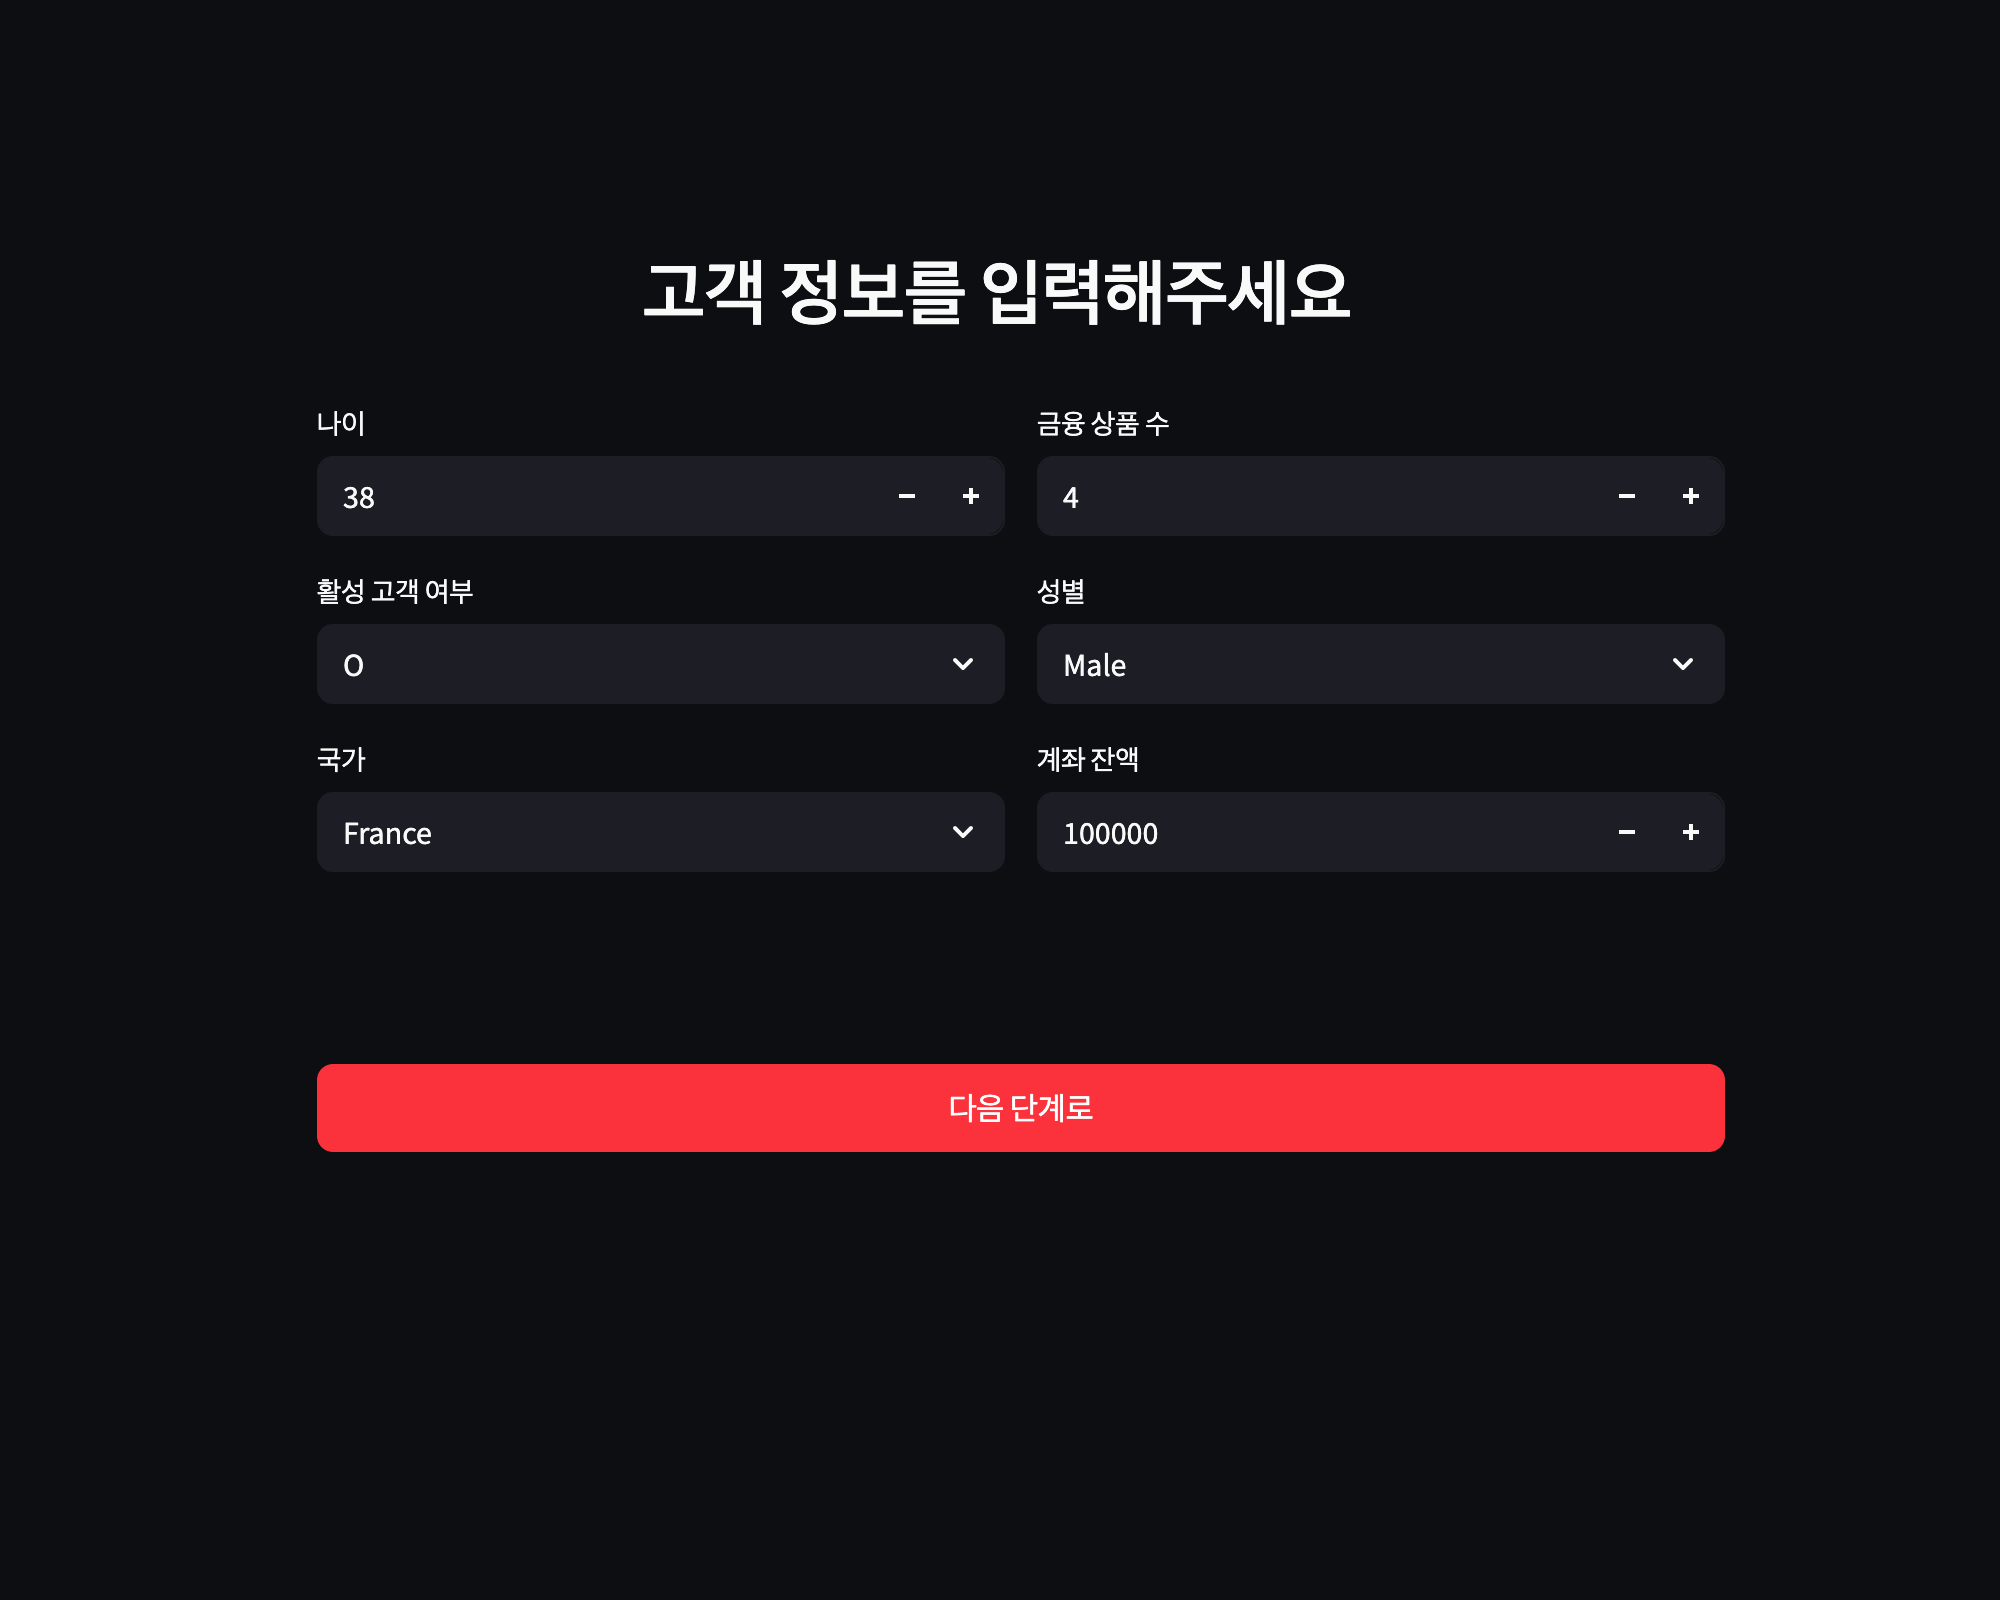 고객 정보를 입력해주세요
나이
금융 상품 수
38
4
활성 고객 여부
성별
O
Male
국가
계좌 잔액
France
100000
다음 단계로